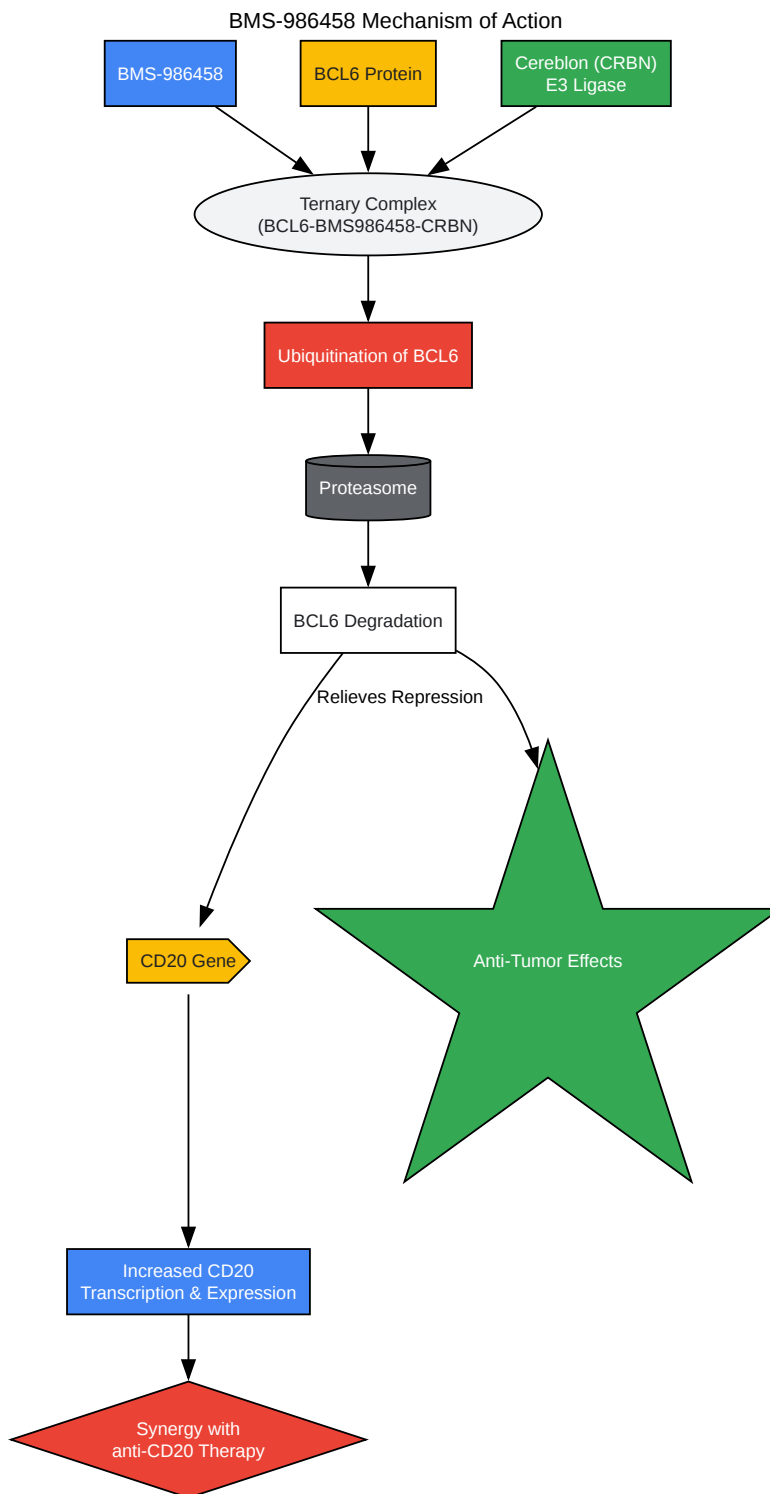 BMS-986458 Mechanism of Action
BMS-986458
BCL6 Protein
Cereblon (CRBN)
E3 Ligase
Ternary Complex
(BCL6-BMS986458-CRBN)
Ubiquitination of BCL6
Proteasome
BCL6 Degradation
Relieves Repression
CD20 Gene
Anti-Tumor Effects
Increased CD20
Transcription & Expression
Synergy with
anti-CD20 Therapy